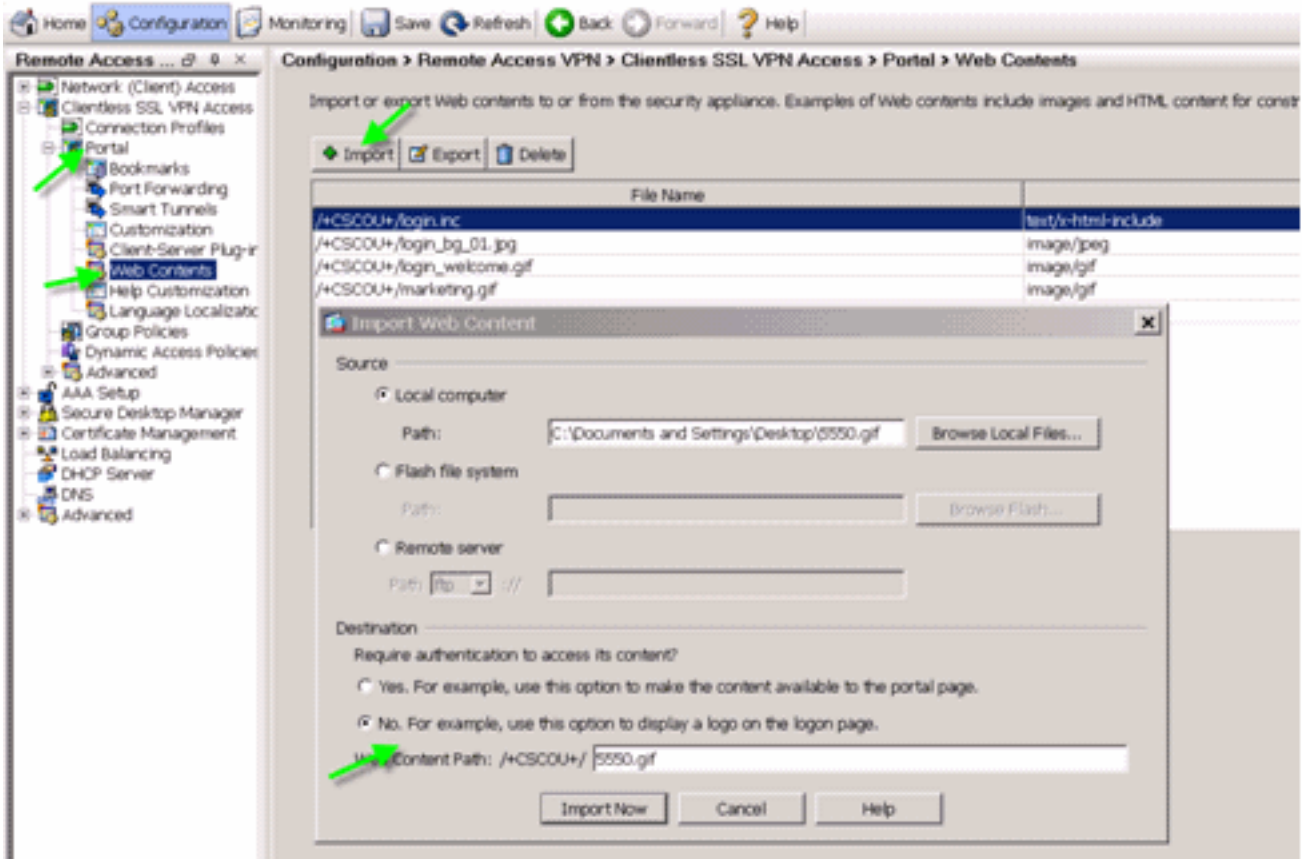 Home Configuration Monitoring Save Refresh Back Forward Help
Remote Access ...
Network (Client) Access
Clientless SSL VPN Access
Connection Profiles
Portal
Bookmarks
Port Forwarding
Smart Tunnels
Customization
Client-Server Plug-ir
Web Contents
Help Customization
Language Localizatic
Group Policies
Dynamic Access Policies
Advanced
AAA Setup
Secure Desktop Manager
Certificate Management
Load Balancing
DHCP Server
DNS
Advanced
Configuration > Remote Access VPN > Clientless SSL VPN Access > Portal > Web Contents
Import or export Web contents to or from the security appliance. Examples of Web contents include images and HTML content for constr
Import Export Delete
File Name
/+CSCOU+/login.inc text/x-html-include
/+CSCOU+/login_bg_01.jpg image/jpeg
/+CSCOU+/login_welcome.gif image/gif
/+CSCOU+/marketing.gif image/gif
Import Web Content
Source
Local computer
Path: C:\Documents and Settings\Desktop\5550.gif Browse Local Files...
Flash file system
Path: Browse Flash...
Remote server
Path: ftp ://
Destination
Require authentication to access its content?
Yes. For example, use this option to make the content available to the portal page.
No. For example, use this option to display a logo on the logon page.
Web Content Path: /+CSCOU+/ 5550.gif
Import Now Cancel Help